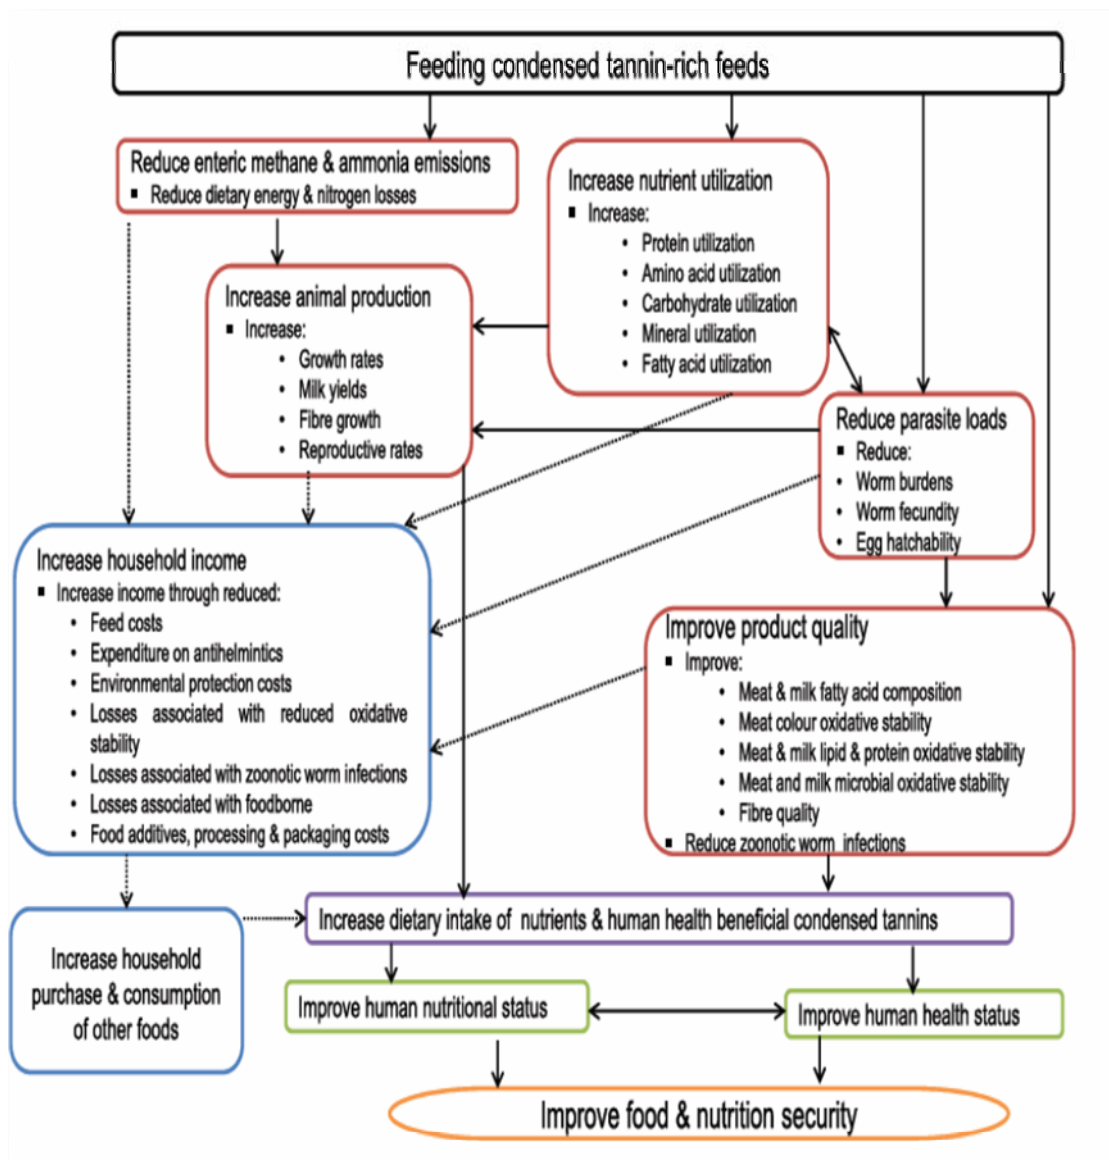 Feeding condensed tannin-rich feeds
Reduce enteric methane & ammonia emissions
▪ Reduce dietary energy & nitrogen losses
Increase nutrient utilization
▪ Increase:
• Protein utilization
• Amino acid utilization
• Carbohydrate utilization
• Mineral utilization
• Fatty acid utilization
Increase animal production
▪ Increase:
• Growth rates
• Milk yields
• Fibre growth
• Reproductive rates
Reduce parasite loads
▪ Reduce:
• Worm burdens
• Worm fecundity
• Egg hatchability
Increase household income
▪ Increase income through reduced:
• Feed costs
• Expenditure on antihelmintics
• Environmental protection costs
• Losses associated with reduced oxidative
stability
• Losses associated with zoonotic worm infections
• Losses associated with foodborne
• Food additives, processing & packaging costs
Improve product quality
▪ Improve:
• Meat & milk fatty acid composition
• Meat colour oxidative stability
• Meat & milk lipid & protein oxidative stability
• Meat and milk microbial oxidative stability
• Fibre quality
▪ Reduce zoonotic worm infections
Increase dietary intake of nutrients & human health beneficial condensed tannins
Increase household
purchase & consumption
of other foods
Improve human nutritional status
Improve human health status
Improve food & nutrition security